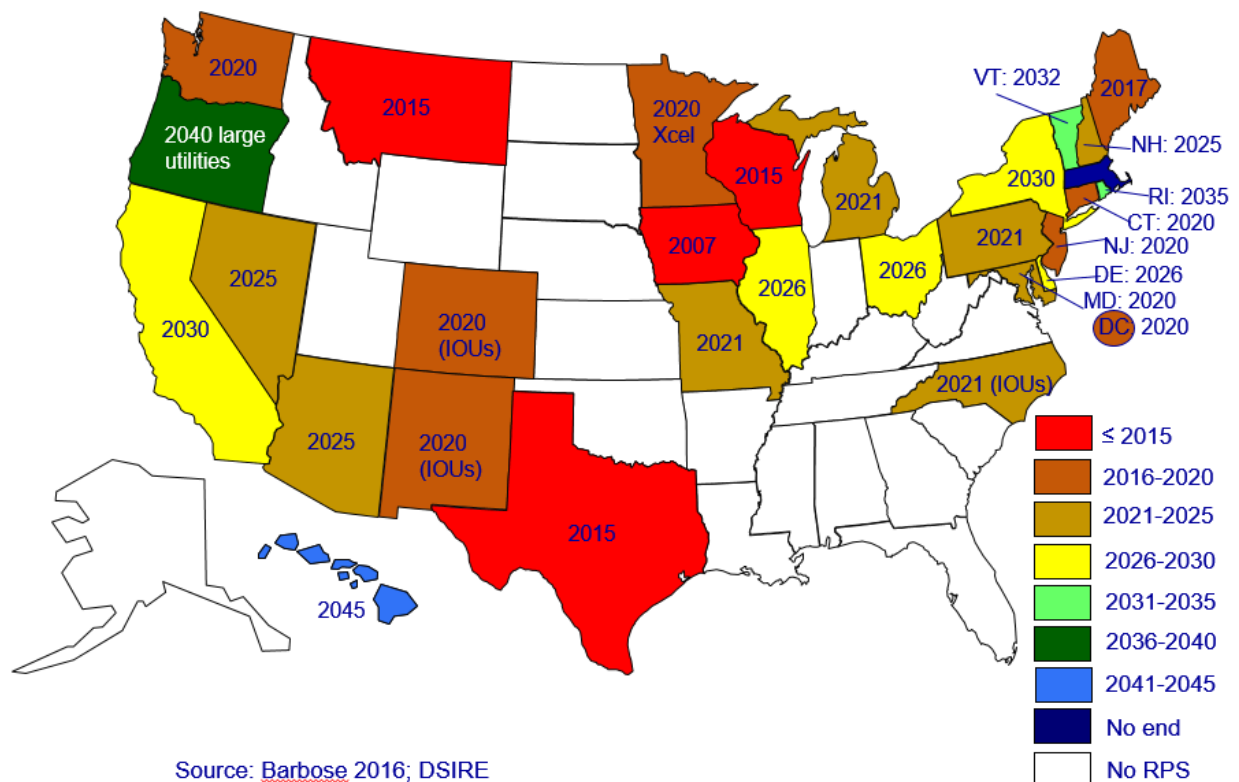 2020
2015
2020
Xcel
2017
VT: 2032
2040 large
utilities
2015
NH: 2025
2030
2021
RI: 2035
CT: 2020
2007
2021
NJ: 2020
2025
2026
DE: 2026
2026
MD: 2020
2030
2020
(IOUs)
DC 2020
2021
2021 (IOUs)
2025
2020
(IOUs)
2015
2045
≤ 2015
2016-2020
2021-2025
2026-2030
2031-2035
2036-2040
2041-2045
No end
No RPS
Source: Barbose 2016; DSIRE